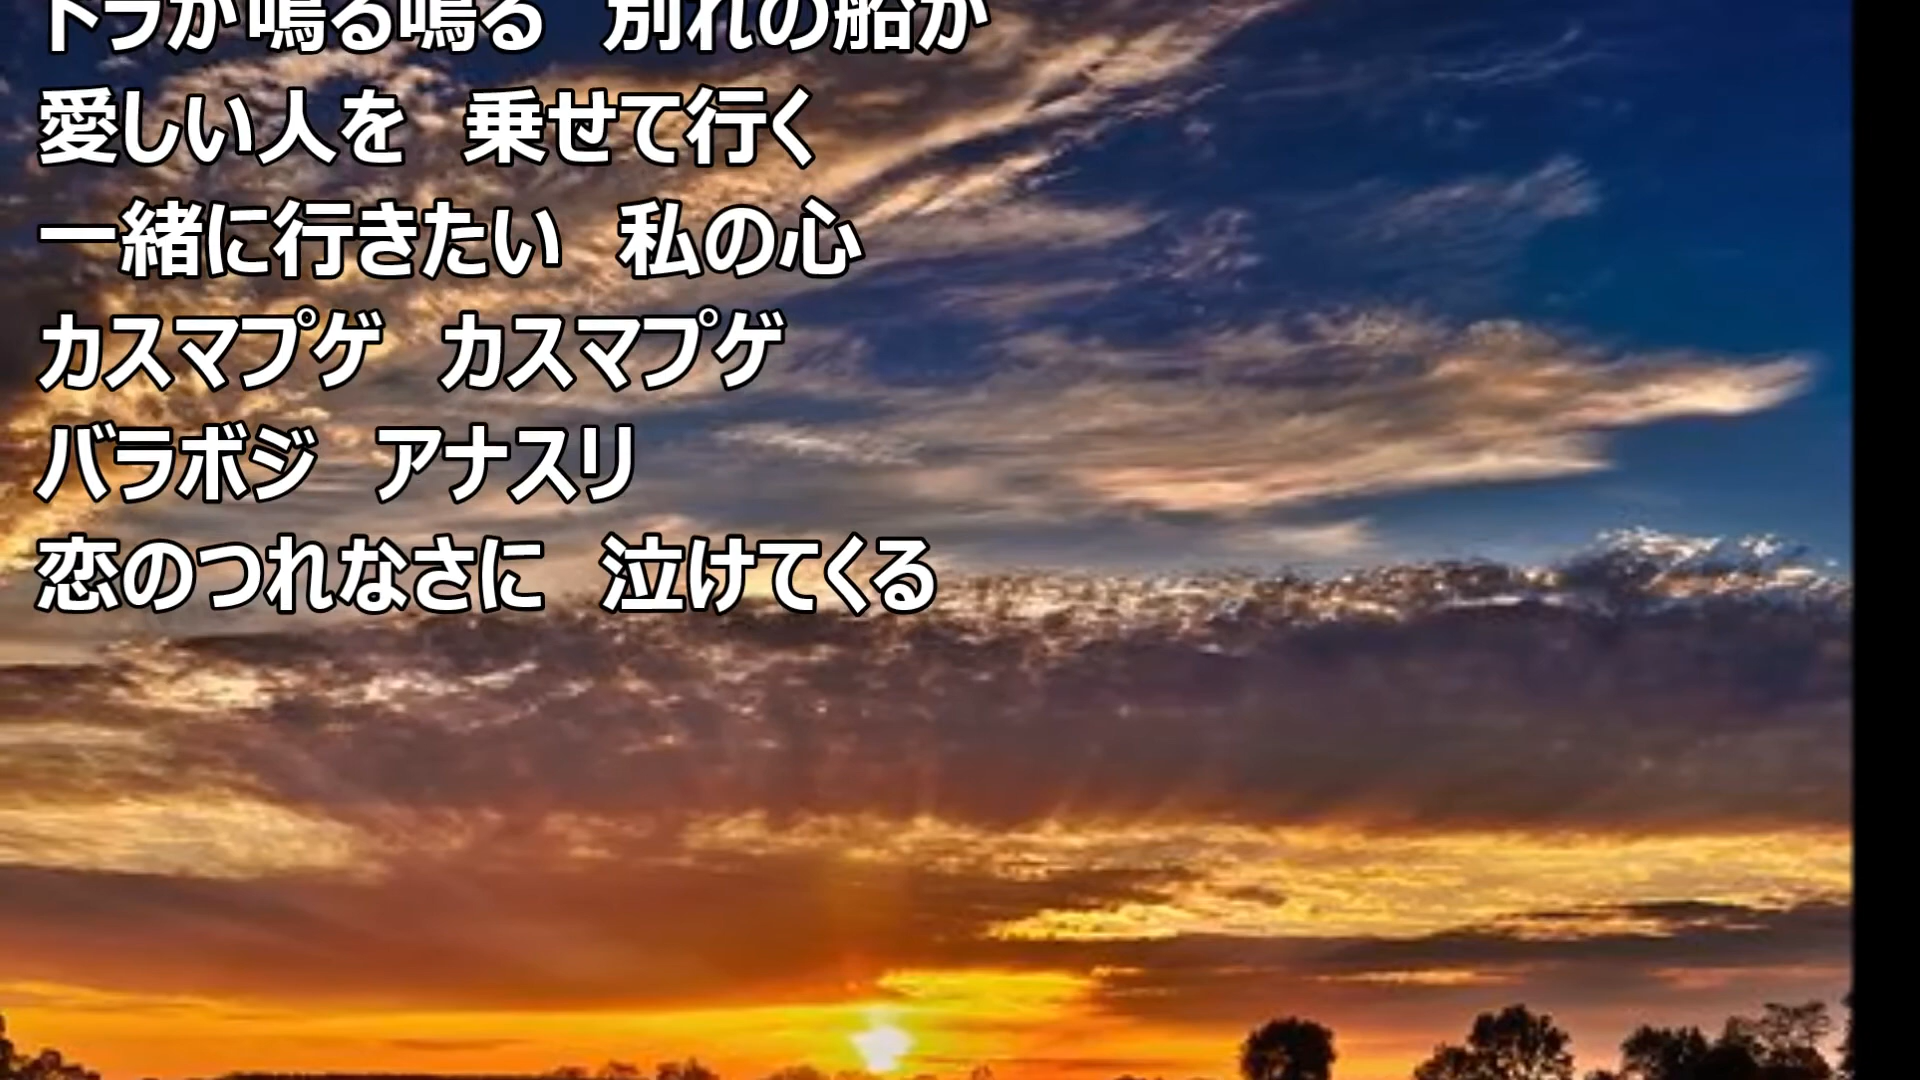 ドラが鳴る鳴る　別れの船が
愛しい人を　乗せて行く
一緒に行きたい　私の心
カスマプゲ　カスマプゲ
バラボジ　アナスリ
恋のつれなさに　泣けてくる